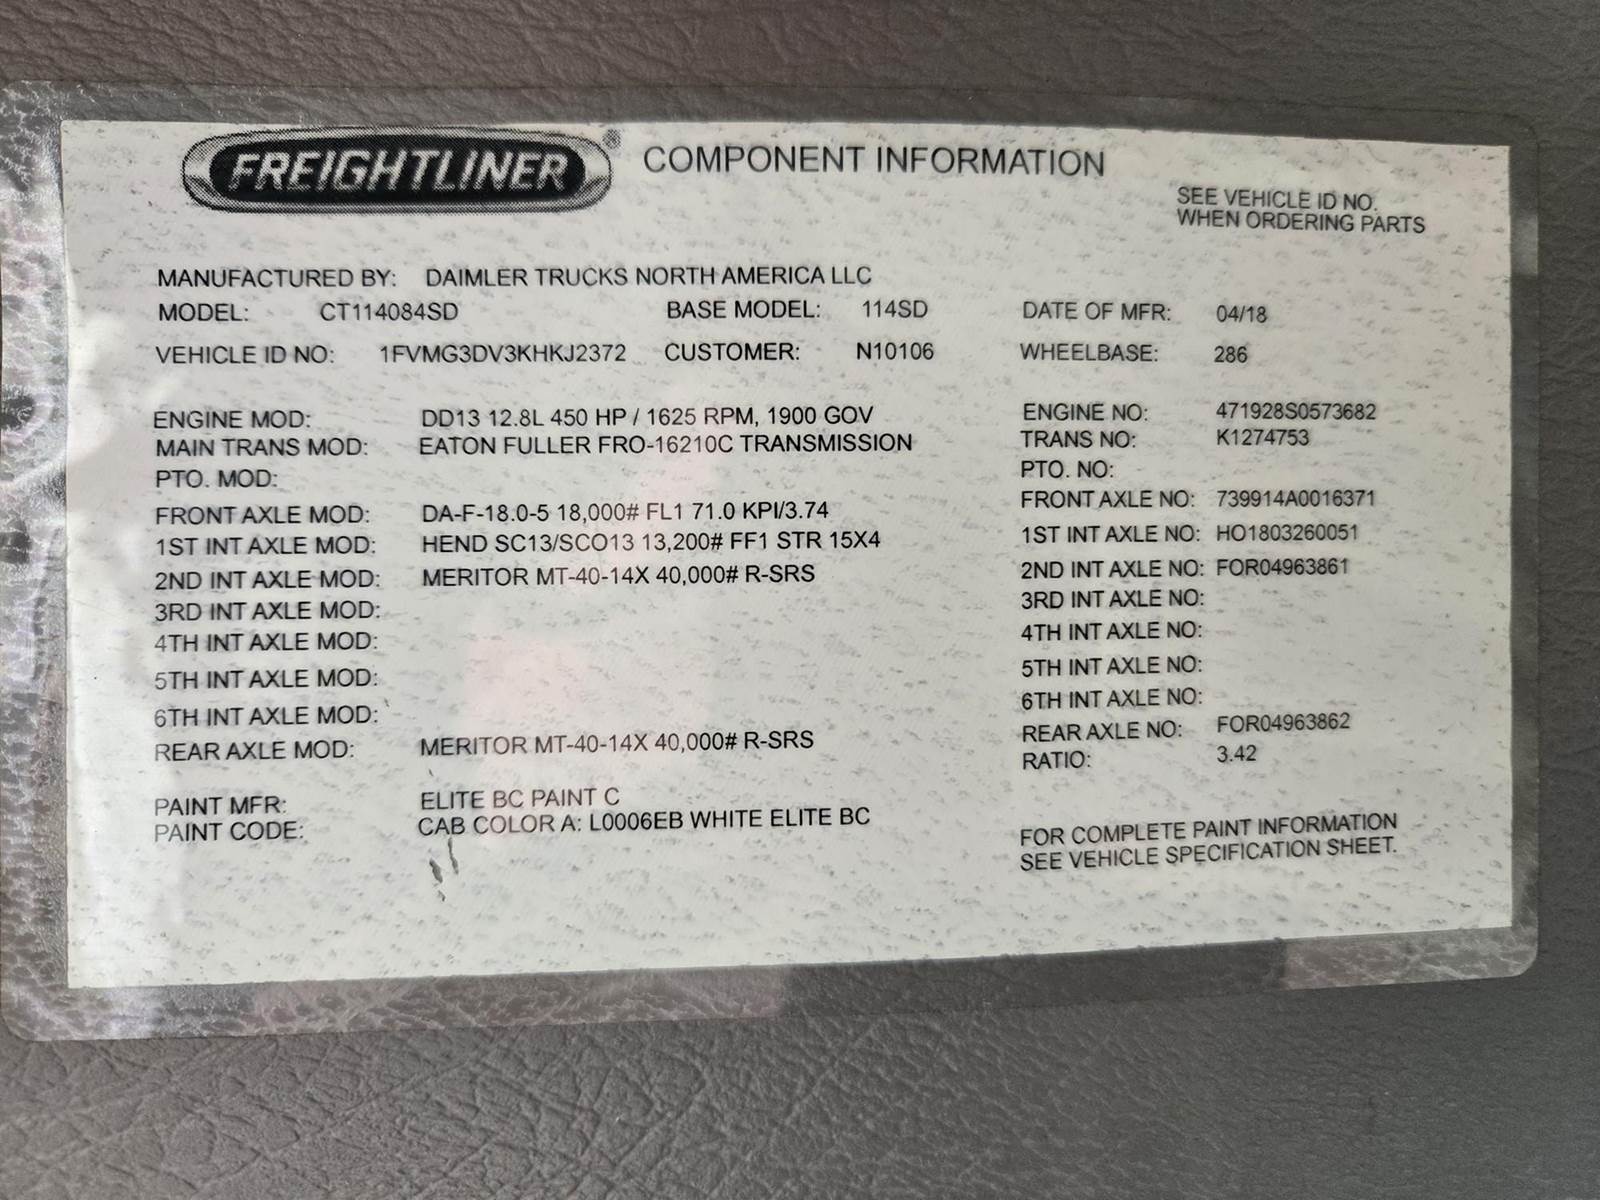 FREIGHTLINER® COMPONENT INFORMATION
SEE VEHICLE ID NO.
WHEN ORDERING PARTS
MANUFACTURED BY: DAIMLER TRUCKS NORTH AMERICA LLC
MODEL: CT114084SD BASE MODEL: 114SD DATE OF MFR: 04/18
VEHICLE ID NO: 1FVMG3DV3KHKJ2372 CUSTOMER: N10106 WHEELBASE: 286
ENGINE MOD: DD13 12.8L 450 HP / 1625 RPM, 1900 GOV ENGINE NO: 471928S0573682
MAIN TRANS MOD: EATON FULLER FRO-16210C TRANSMISSION TRANS NO: K1274753
PTO. MOD: PTO. NO:
FRONT AXLE MOD: DA-F-18.0-5 18,000# FL1 71.0 KPI/3.74 FRONT AXLE NO: 739914A0016371
1ST INT AXLE MOD: HEND SC13/SCO13 13,200# FF1 STR 15X4 1ST INT AXLE NO: HO1803260051
2ND INT AXLE MOD: MERITOR MT-40-14X 40,000# R-SRS 2ND INT AXLE NO: FOR04963861
3RD INT AXLE MOD: 3RD INT AXLE NO:
4TH INT AXLE MOD: 4TH INT AXLE NO:
5TH INT AXLE MOD: 5TH INT AXLE NO:
6TH INT AXLE MOD: 6TH INT AXLE NO:
REAR AXLE MOD: MERITOR MT-40-14X 40,000# R-SRS REAR AXLE NO: FOR04963862
RATIO: 3.42
PAINT MFR: ELITE BC PAINT C
PAINT CODE: CAB COLOR A: L0006EB WHITE ELITE BC
FOR COMPLETE PAINT INFORMATION
SEE VEHICLE SPECIFICATION SHEET.